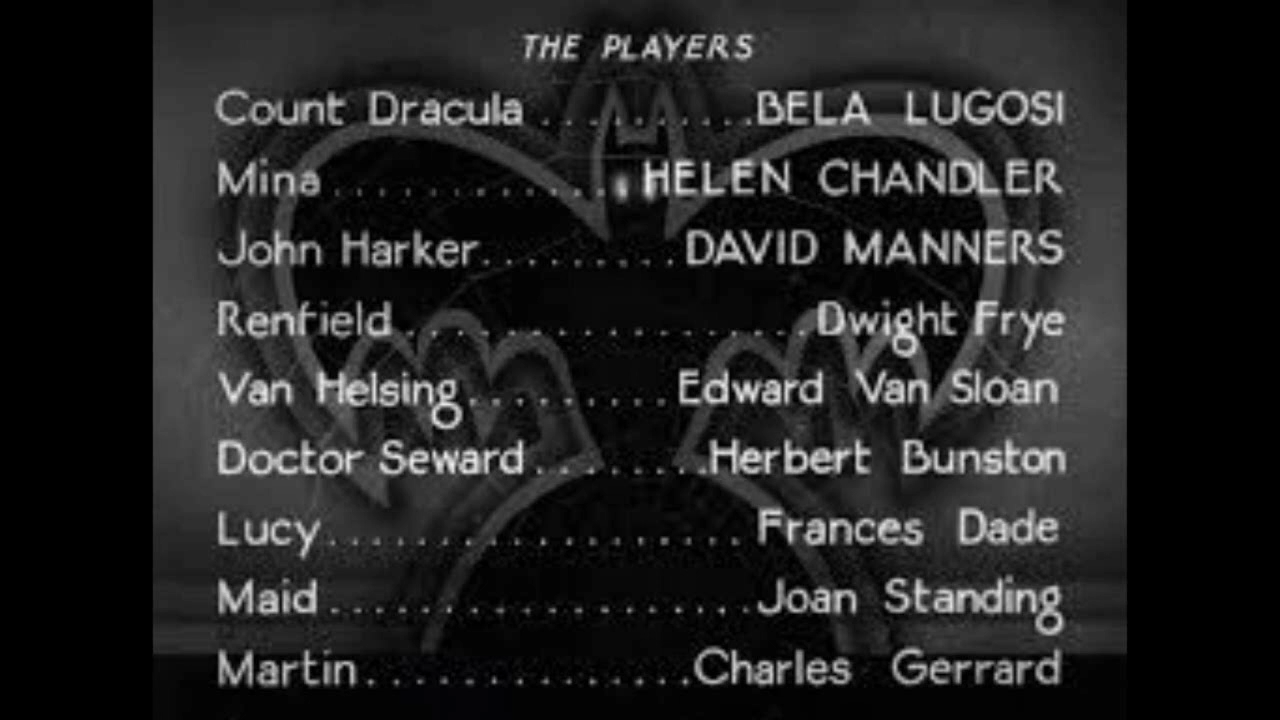 THE PLAYERS
Count Dracula ..........BELA LUGOSI
Mina..............HELEN CHANDLER
John Harker.........DAVID MANNERS
Renfield...................Dwight Frye
Van Helsing.........Edward Van Sloan
Doctor Seward........Herbert Bunston
Lucy...................Frances Dade
Maid...................Joan Standing
Martin...............Charles Gerrard